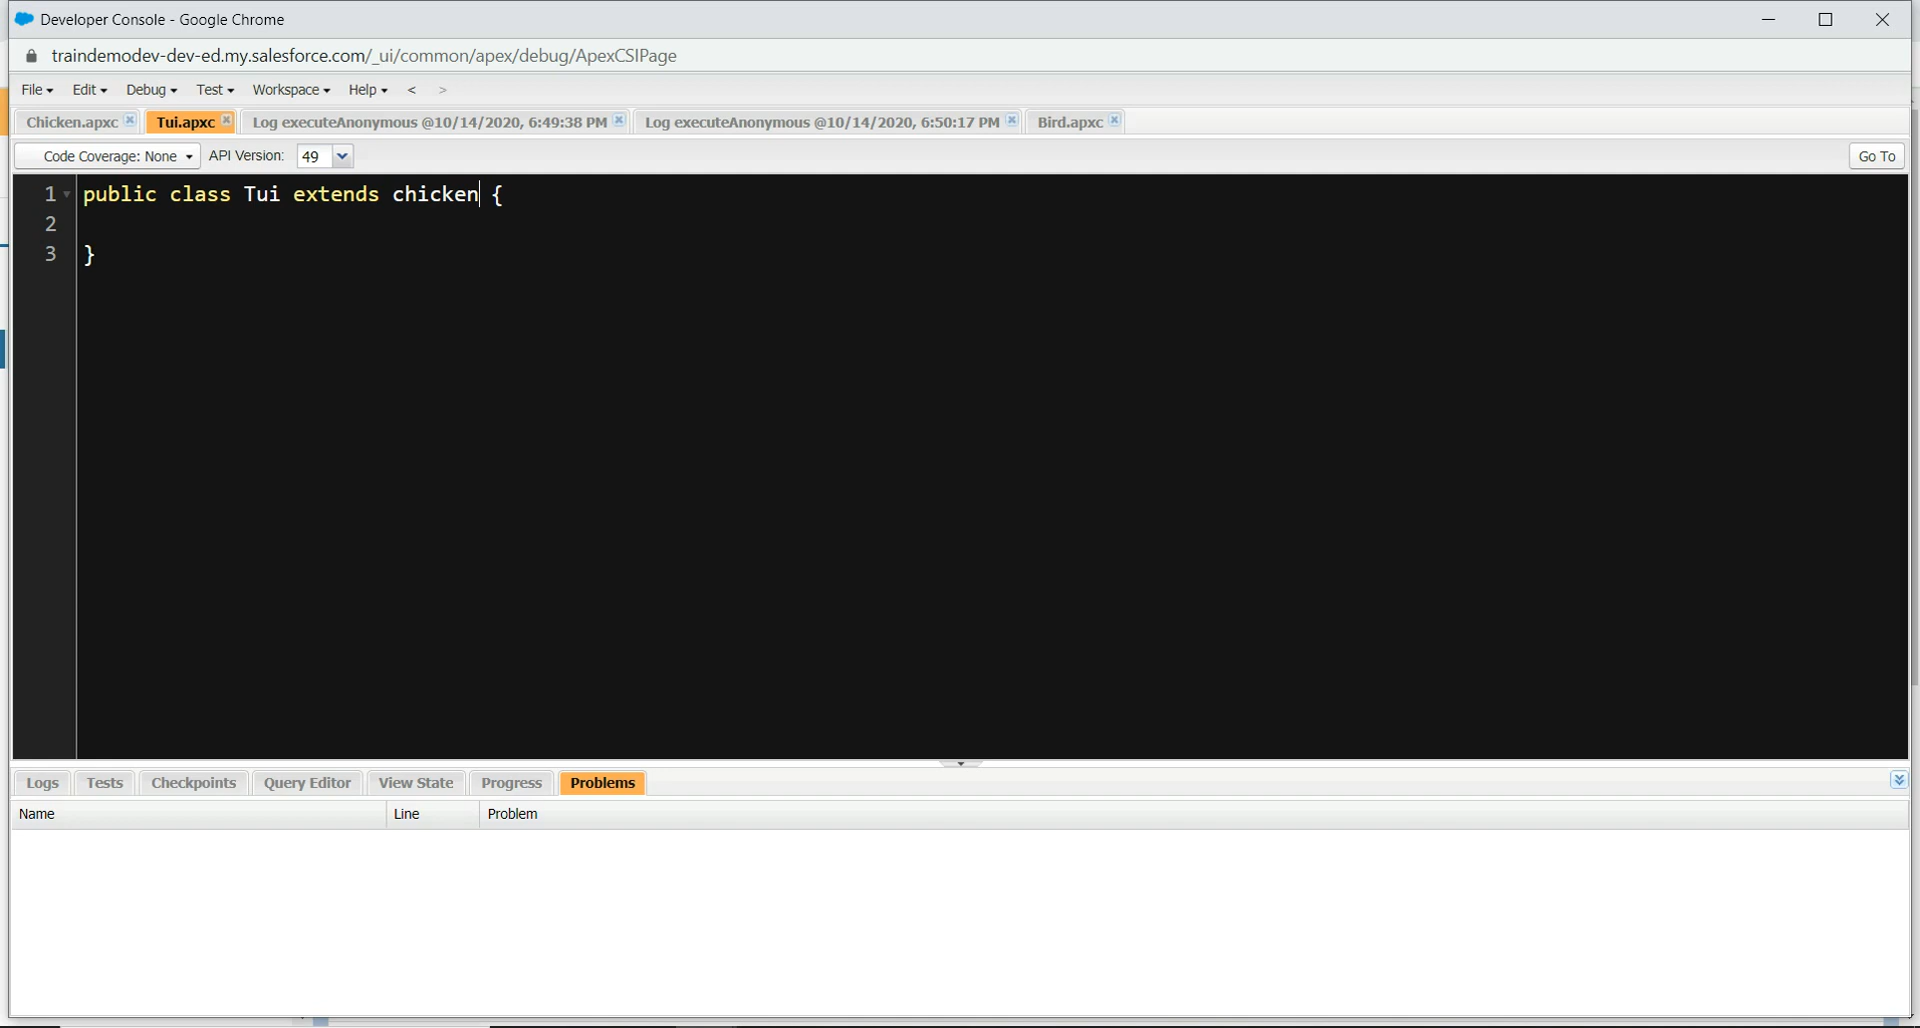 Developer Console - Google Chrome
traindemodev-dev-ed.my.salesforce.com/_ui/common/apex/debug/ApexCSIPage
File Edit Debug Test Workspace Help < >
Chicken.apxc Tui.apxc Log executeAnonymous @10/14/2020, 6:49:38 PM Log executeAnonymous @10/14/2020, 6:50:17 PM Bird.apxc
Code Coverage: None API Version: 49 Go To
1 public class Tui extends chicken {
2
3 }
Logs Tests Checkpoints Query Editor View State Progress Problems
Name Line Problem